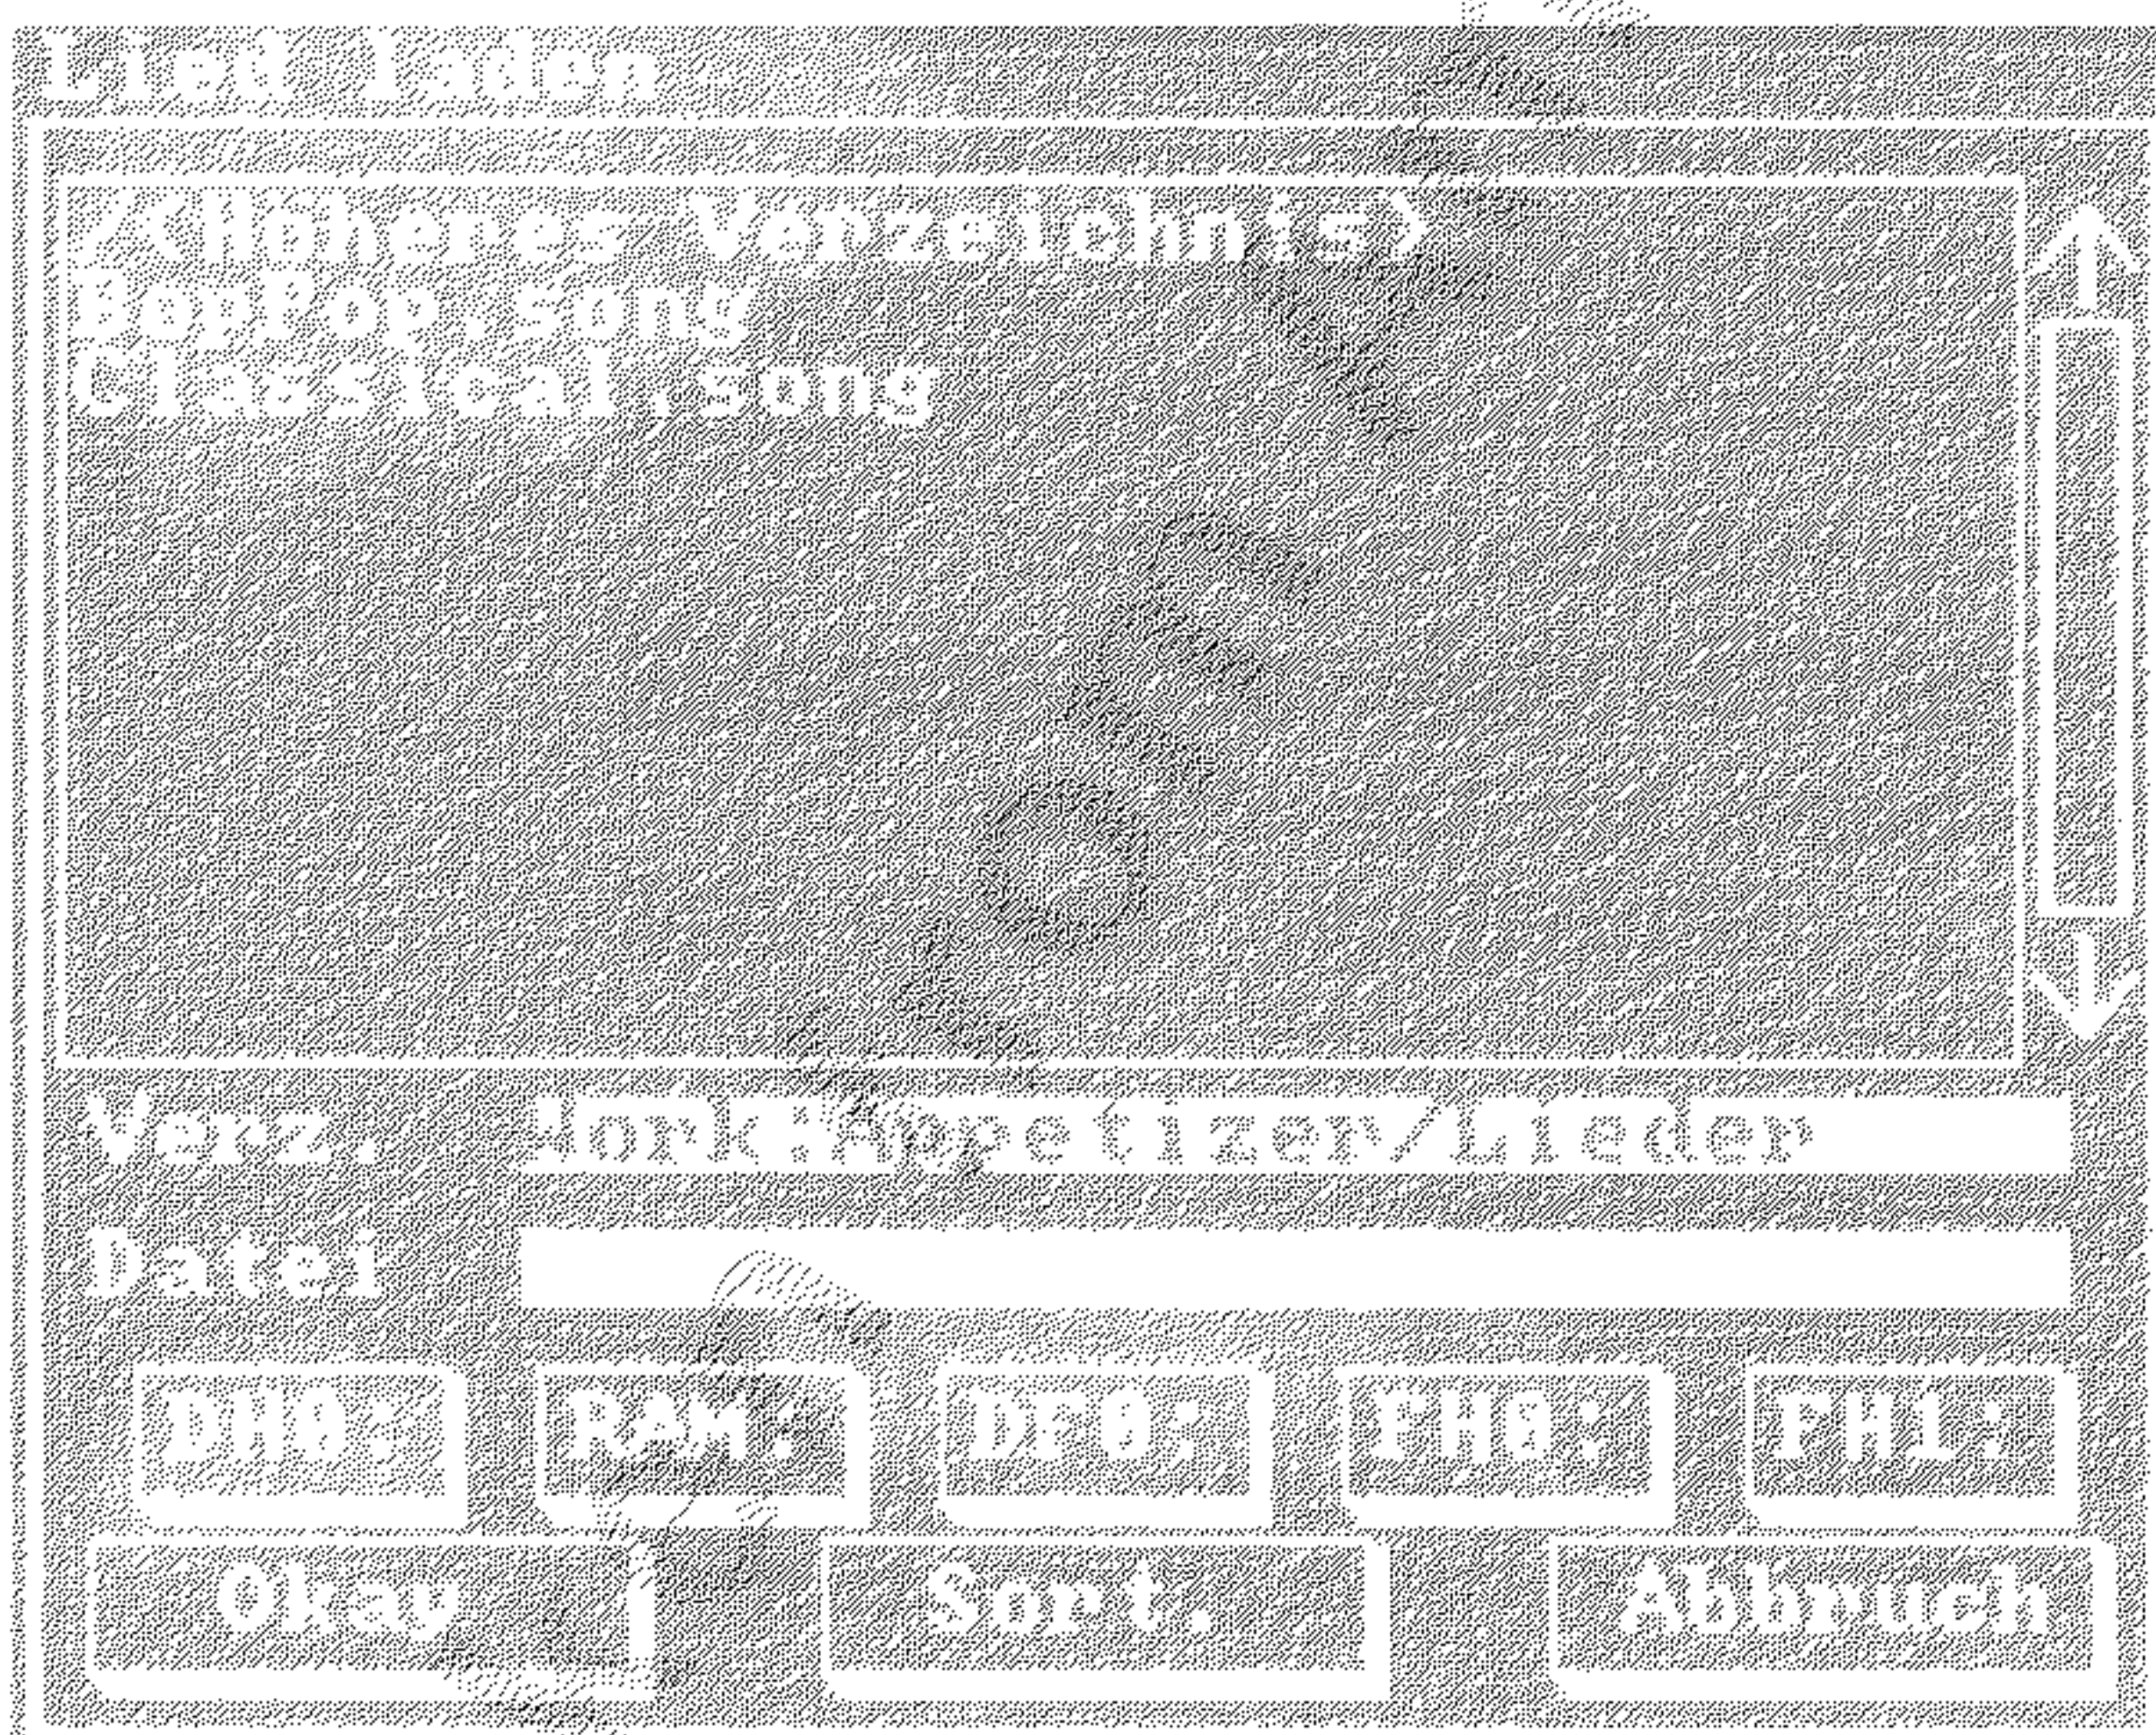 Lied laden
/<Höheres Verzeichnis>
BopPop.song
Classical.song
Verz. Work:Appetizer/Lieder
Datei
DH0: RAM: DF0: FH0: FH1:
Okay Sort. Abbruch